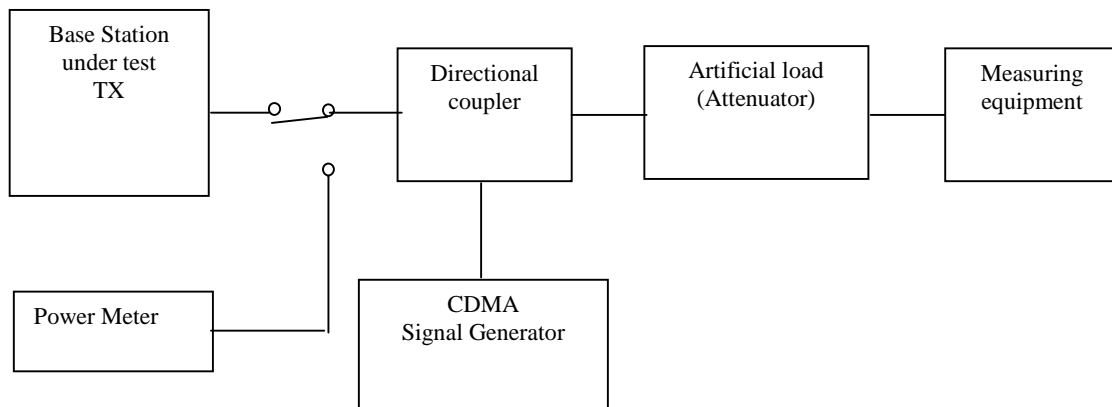 Base Station
under test
TX
Directional
coupler
Artificial load
(Attenuator)
Measuring
equipment
Power Meter
CDMA
Signal Generator